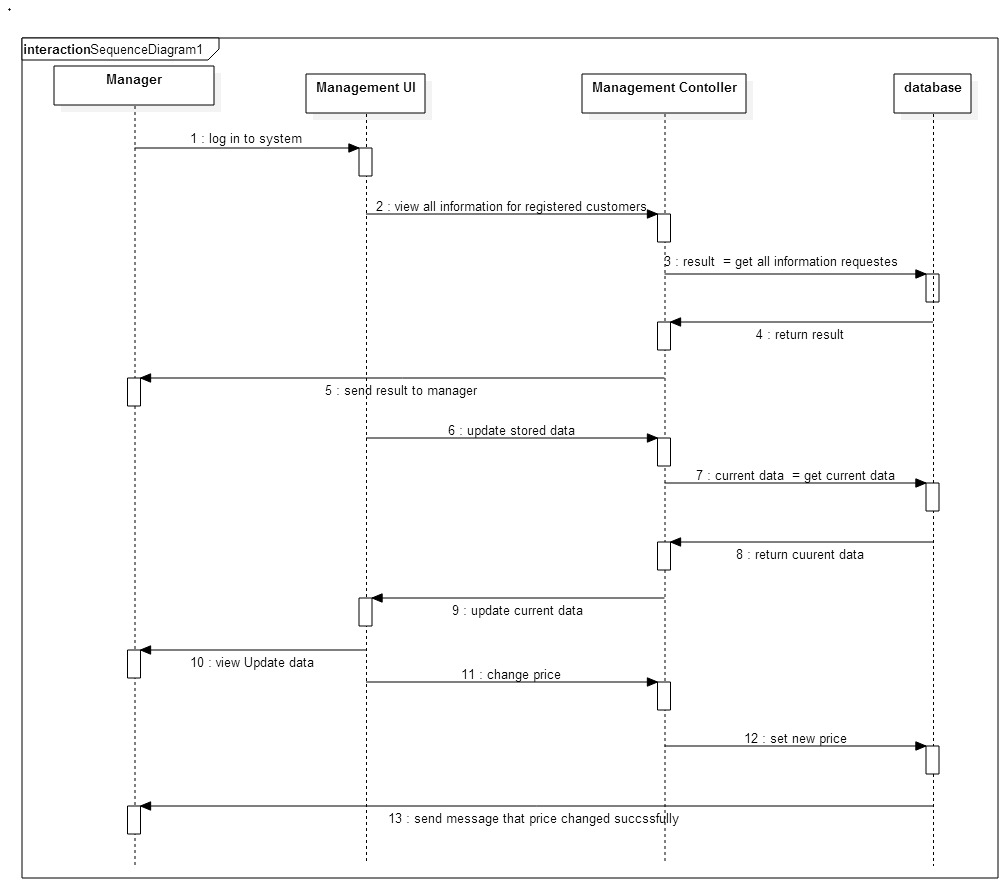 interactionSequenceDiagram1
Manager
Management UI
Management Contoller
database
1 : log in to system
2 : view all information for registered customers
3 : result = get all information requestes
4 : return result
5 : send result to manager
6 : update stored data
7 : current data = get current data
8 : return cuurent data
9 : update current data
10 : view Update data
11 : change price
12 : set new price
13 : send message that price changed succssfully